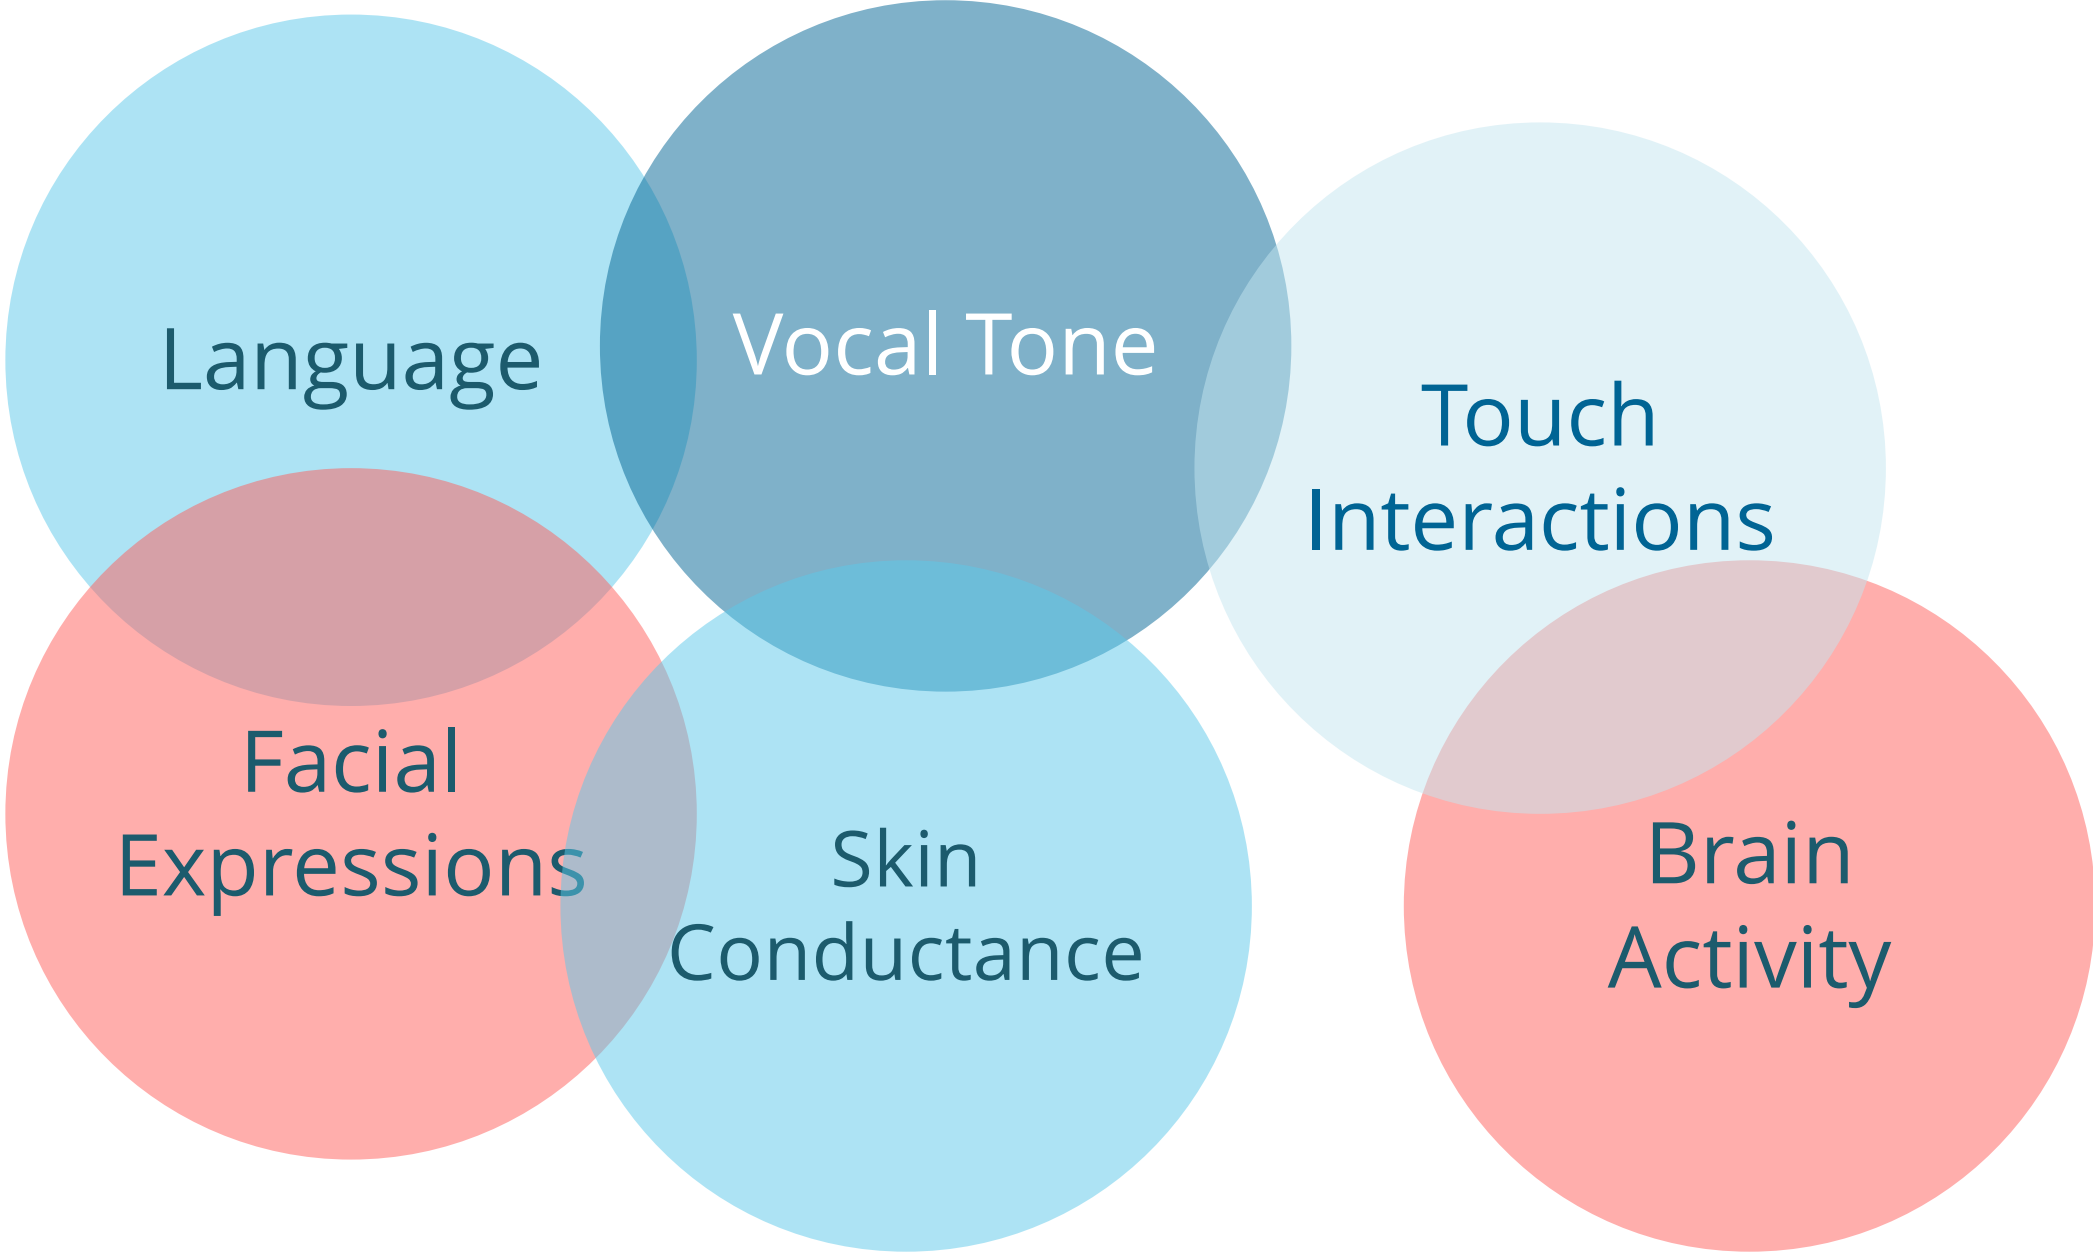 Language
Vocal Tone
Touch
Interactions
Facial
Expressions
Skin
Conductance
Brain
Activity